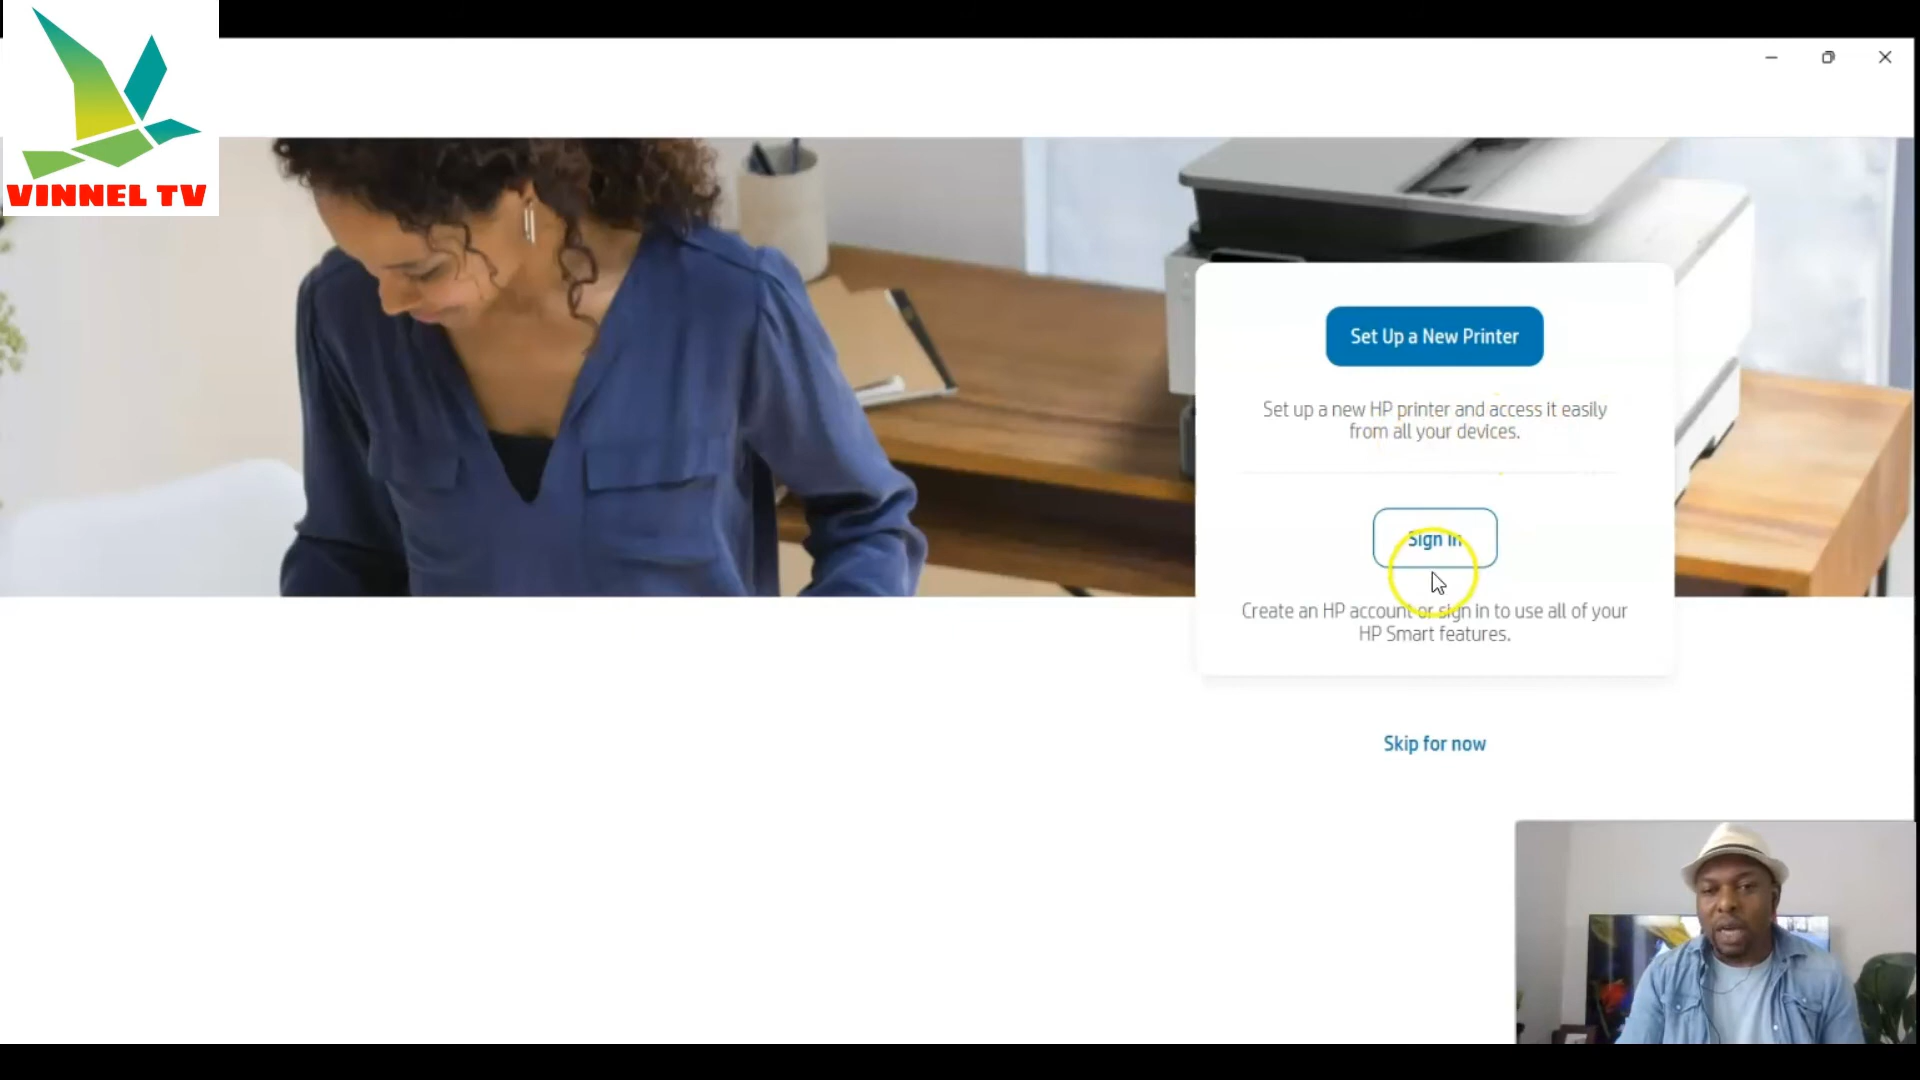 VINNEL TV
Set Up a New Printer
Set up a new HP printer and access it easily
from all your devices.
Sign In
Create an HP account or sign in to use all of your
HP Smart features.
Skip for now